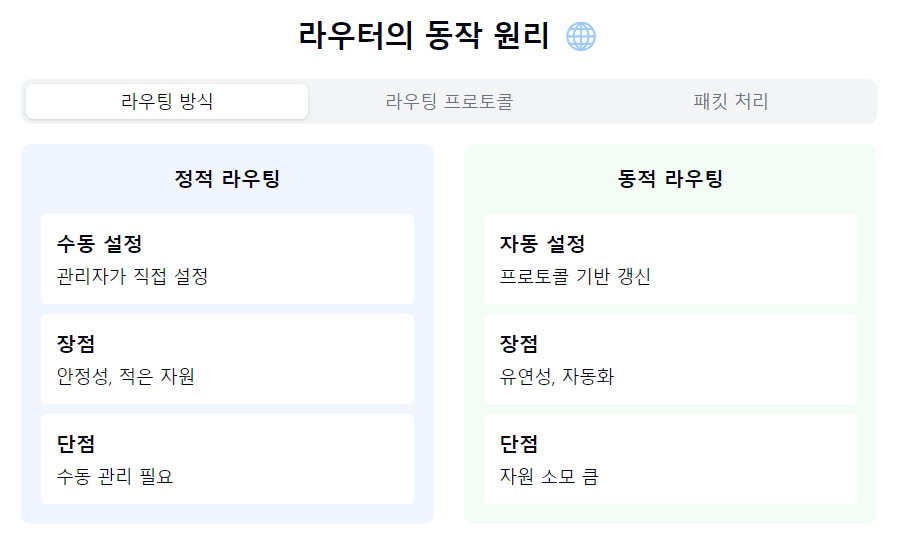 라우터의 동작 원리
라우팅 방식
라우팅 프로토콜
패킷 처리
정적 라우팅
수동 설정
관리자가 직접 설정
장점
안정성, 적은 자원
단점
수동 관리 필요
동적 라우팅
자동 설정
프로토콜 기반 갱신
장점
유연성, 자동화
단점
자원 소모 큼